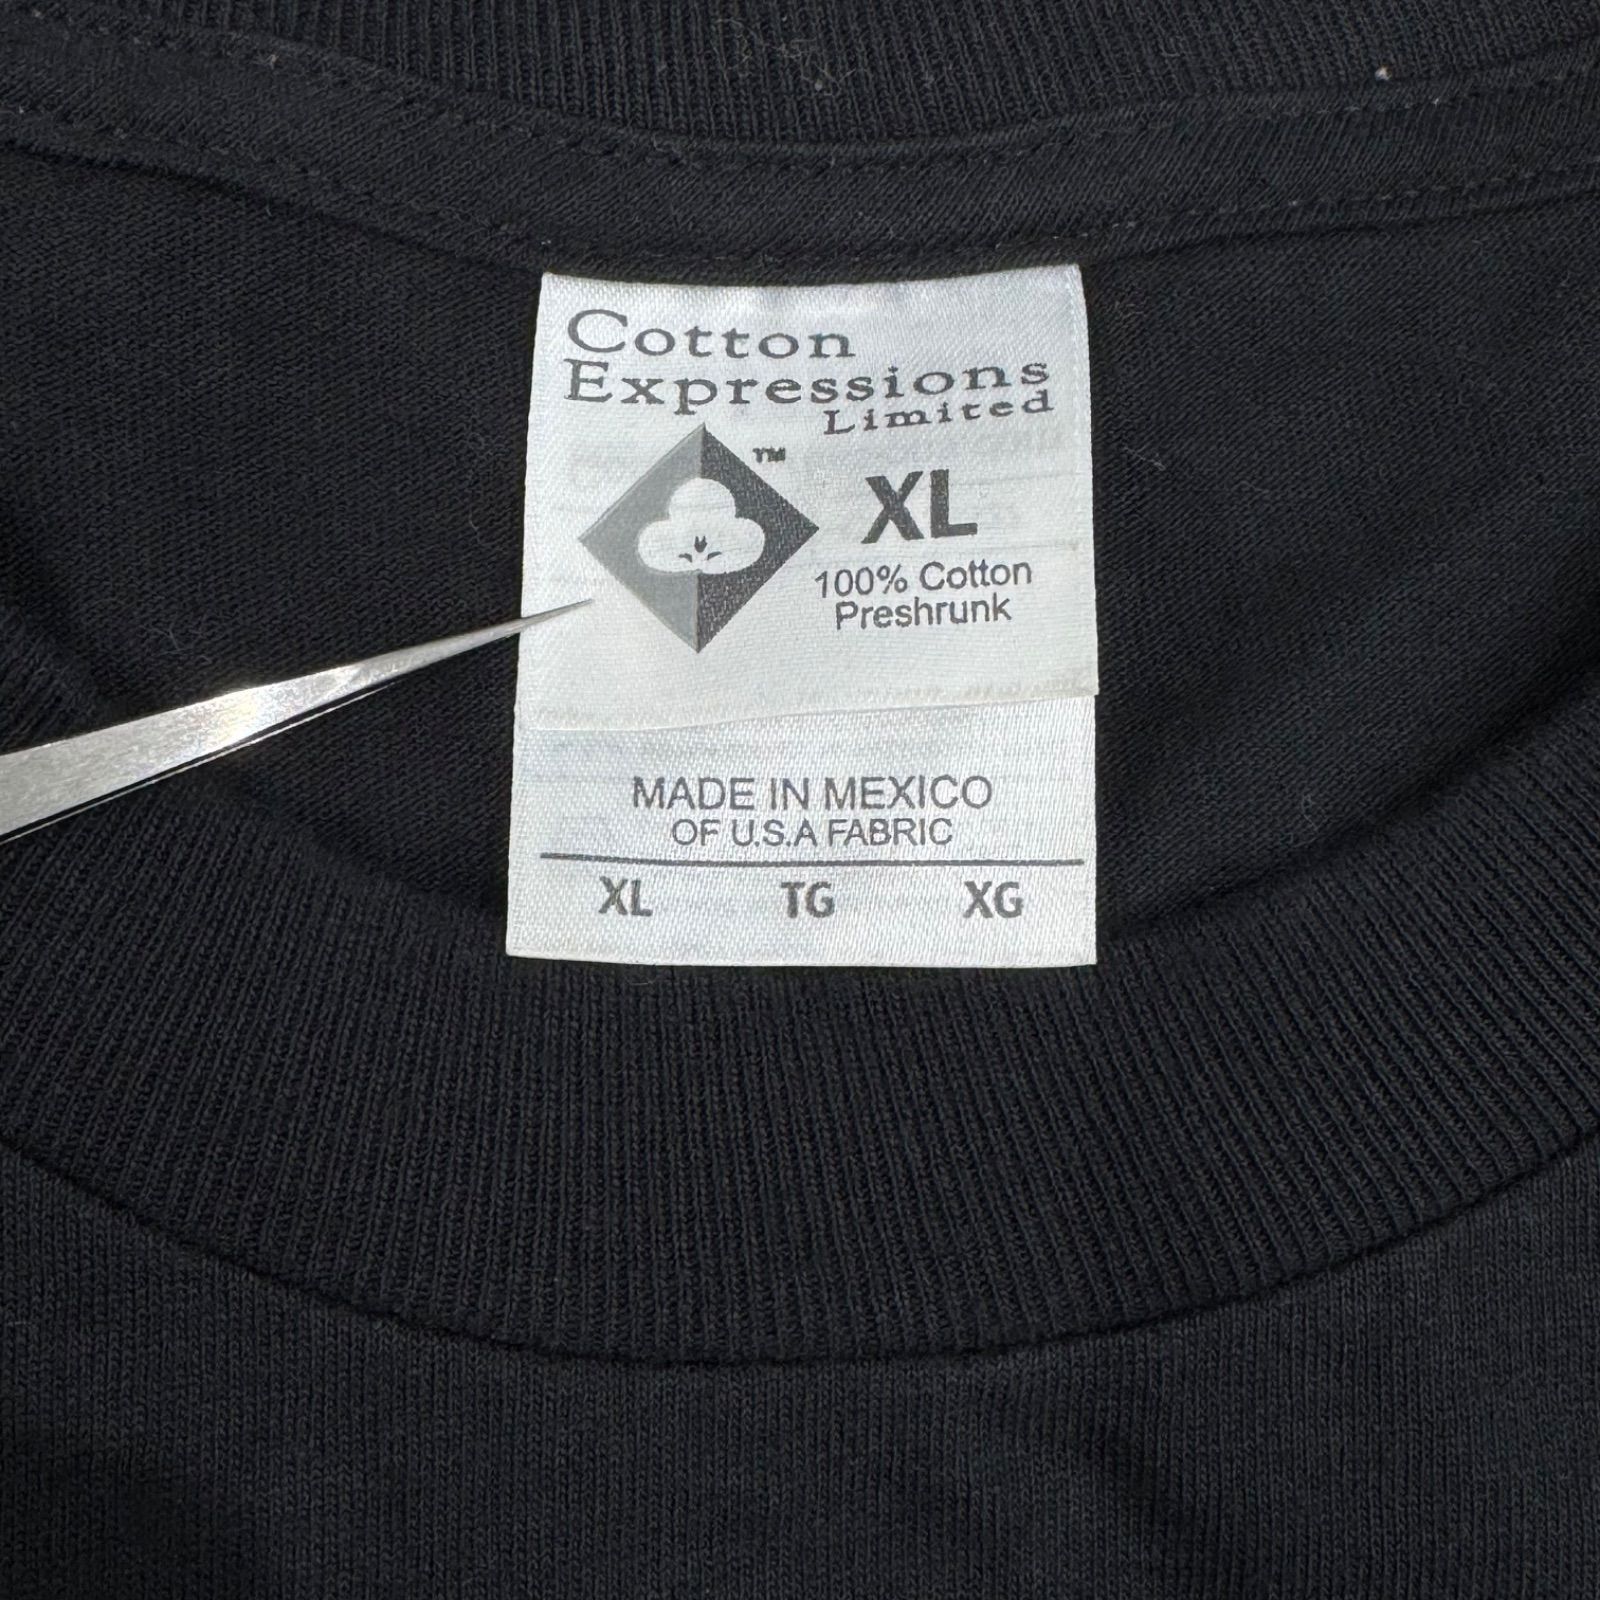 Cotton
Expressions
Limited
TM
XL
100% Cotton
Preshrunk
MADE IN MEXICO
OF U.S.A FABRIC
XL TG XG